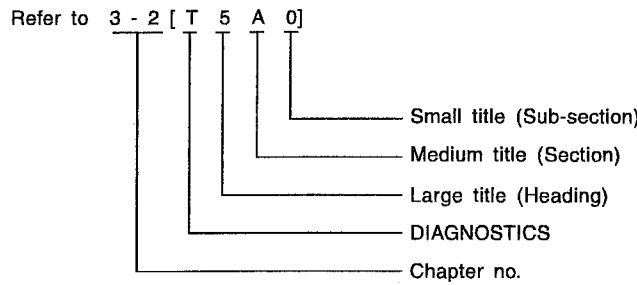 Refer to 3 - 2 [ T 5 A 0]
Small title (Sub-section)
Medium title (Section)
Large title (Heading)
DIAGNOSTICS
Chapter no.